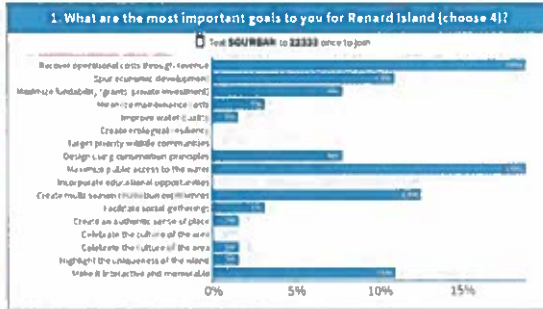 1. What are the most important goals to you for Renard Island (choose 4)?
Text to 22333 once to join
Recover operational costs through revenue
Spur economic development
Maximize fundability (grants, private investment)
Minimize maintenance costs
Improve water quality
Create ecological resiliency
Target priority wildlife communities
Design using conservation principles
Maximize public access to the water
Incorporate educational opportunities
Create multi season experiences
Facilitate social gatherings
Create an authentic sense of place
Celebrate the culture of the area
Celebrate the culture of the area
Highlight the uniqueness of the island
Make it interactive and memorable
0% 5% 10% 15%